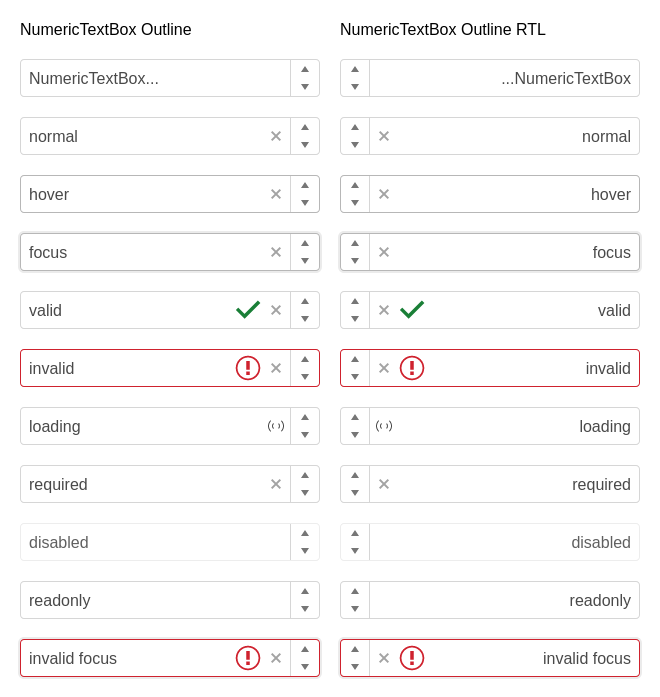 NumericTextBox Outline
NumericTextBox...
normal
hover
focus
valid
invalid
loading
required
disabled
readonly
invalid focus
NumericTextBox Outline RTL
...NumericTextBox
normal
hover
focus
valid
invalid
loading
required
disabled
readonly
invalid focus